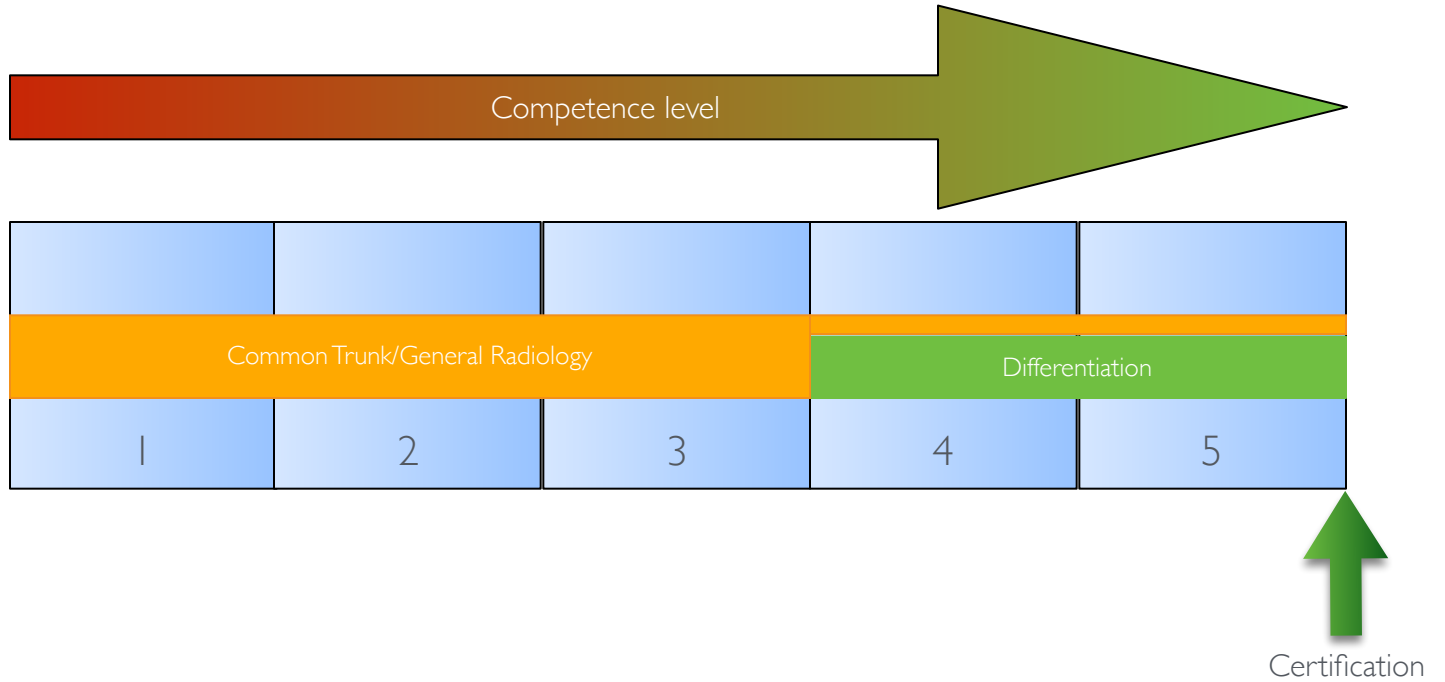 Competence level
Common Trunk/General Radiology
Differentiation
1
2
3
4
5
Certification